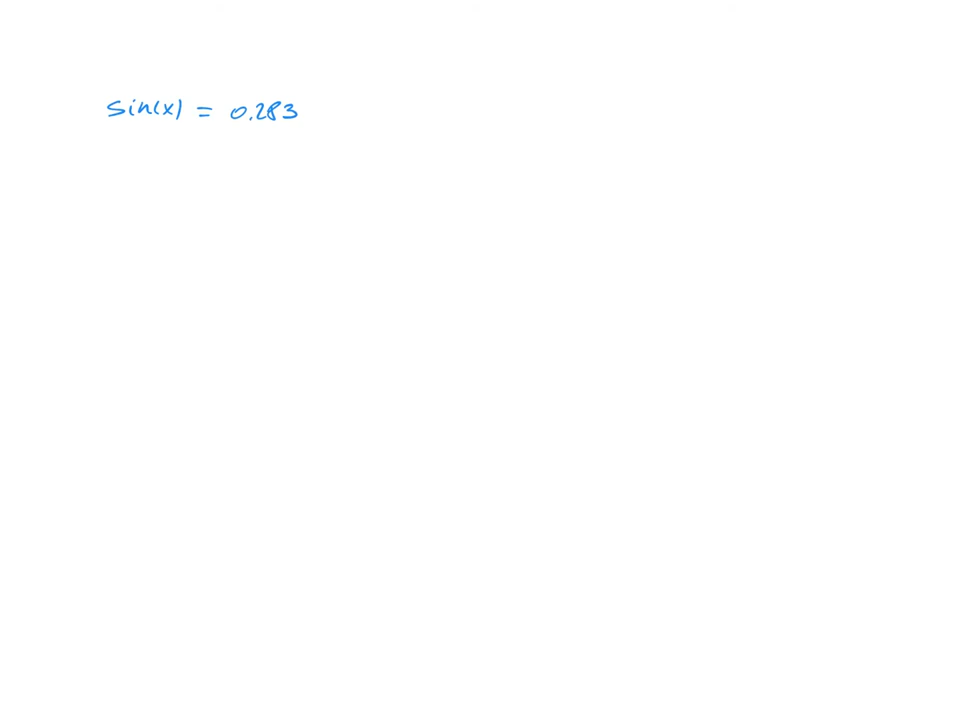 sin(x) = 0.283